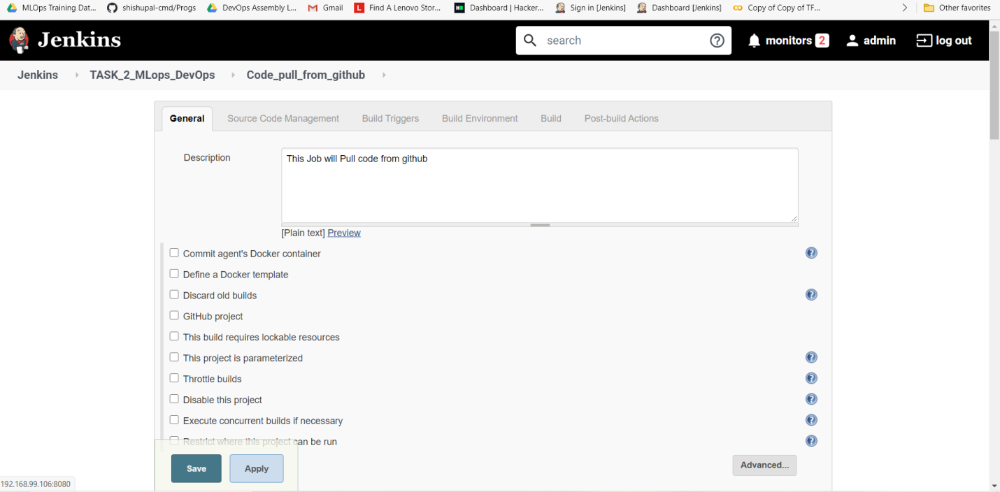 MLOps Training Dat... shishupal-cmd/Progs DevOps Assembly L... Gmail Find A Lenovo Stor... Dashboard | Hacker... Sign in [Jenkins] Dashboard [Jenkins] Copy of Copy of TF... Other favorites
Jenkins search monitors 2 admin log out
Jenkins TASK_2_MLops_DevOps Code_pull_from_github
General Source Code Management Build Triggers Build Environment Build Post-build Actions
Description This Job will Pull code from github
[Plain text] Preview
Commit agent's Docker container
Define a Docker template
Discard old builds
GitHub project
This build requires lockable resources
This project is parameterized
Throttle builds
Disable this project
Execute concurrent builds if necessary
Restrict where this project can be run
Save Apply Advanced...
192.168.99.106:8080